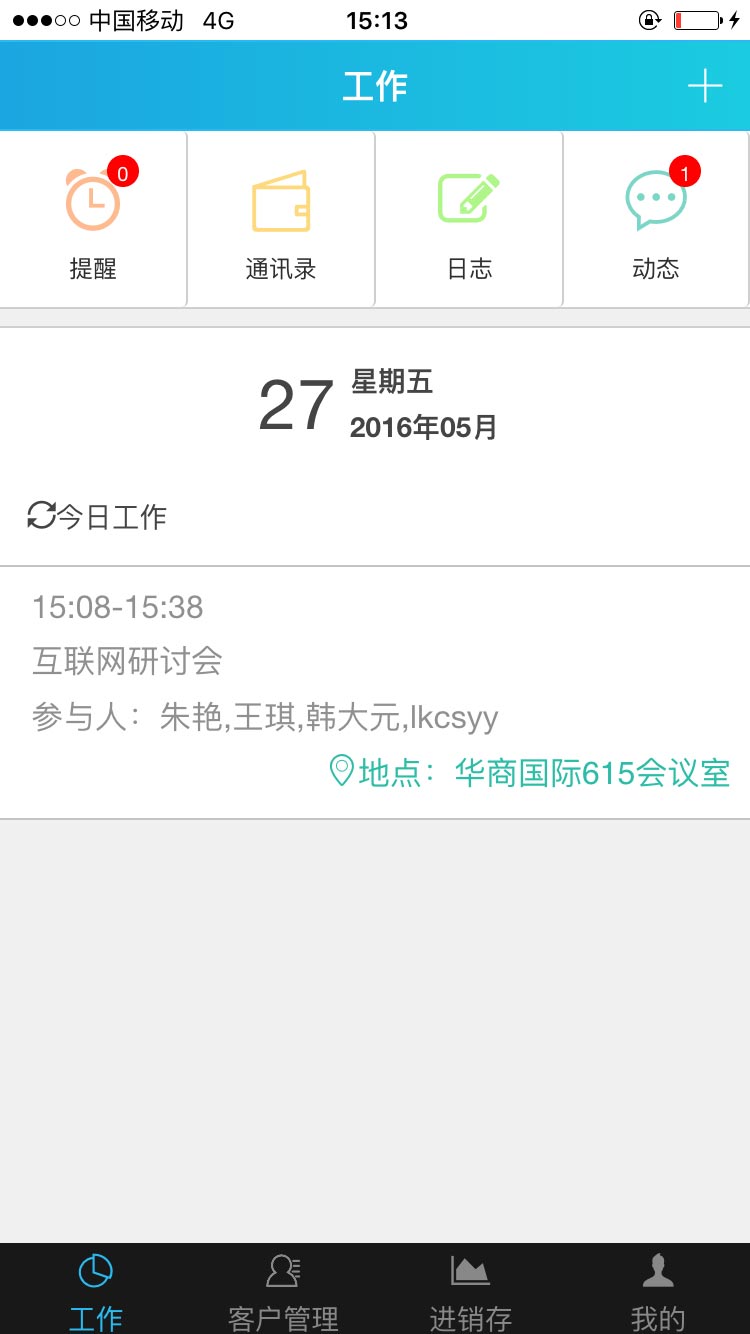 中国移动 4G 15:13
工作
0
1
提醒 通讯录 日志 动态
27
星期五
2016年05月
今日工作
15:08-15:38
互联网研讨会
参与人：朱艳,王琪,韩大元,lkcsyy
地点：华商国际615会议室
工作 客户管理 进销存 我的